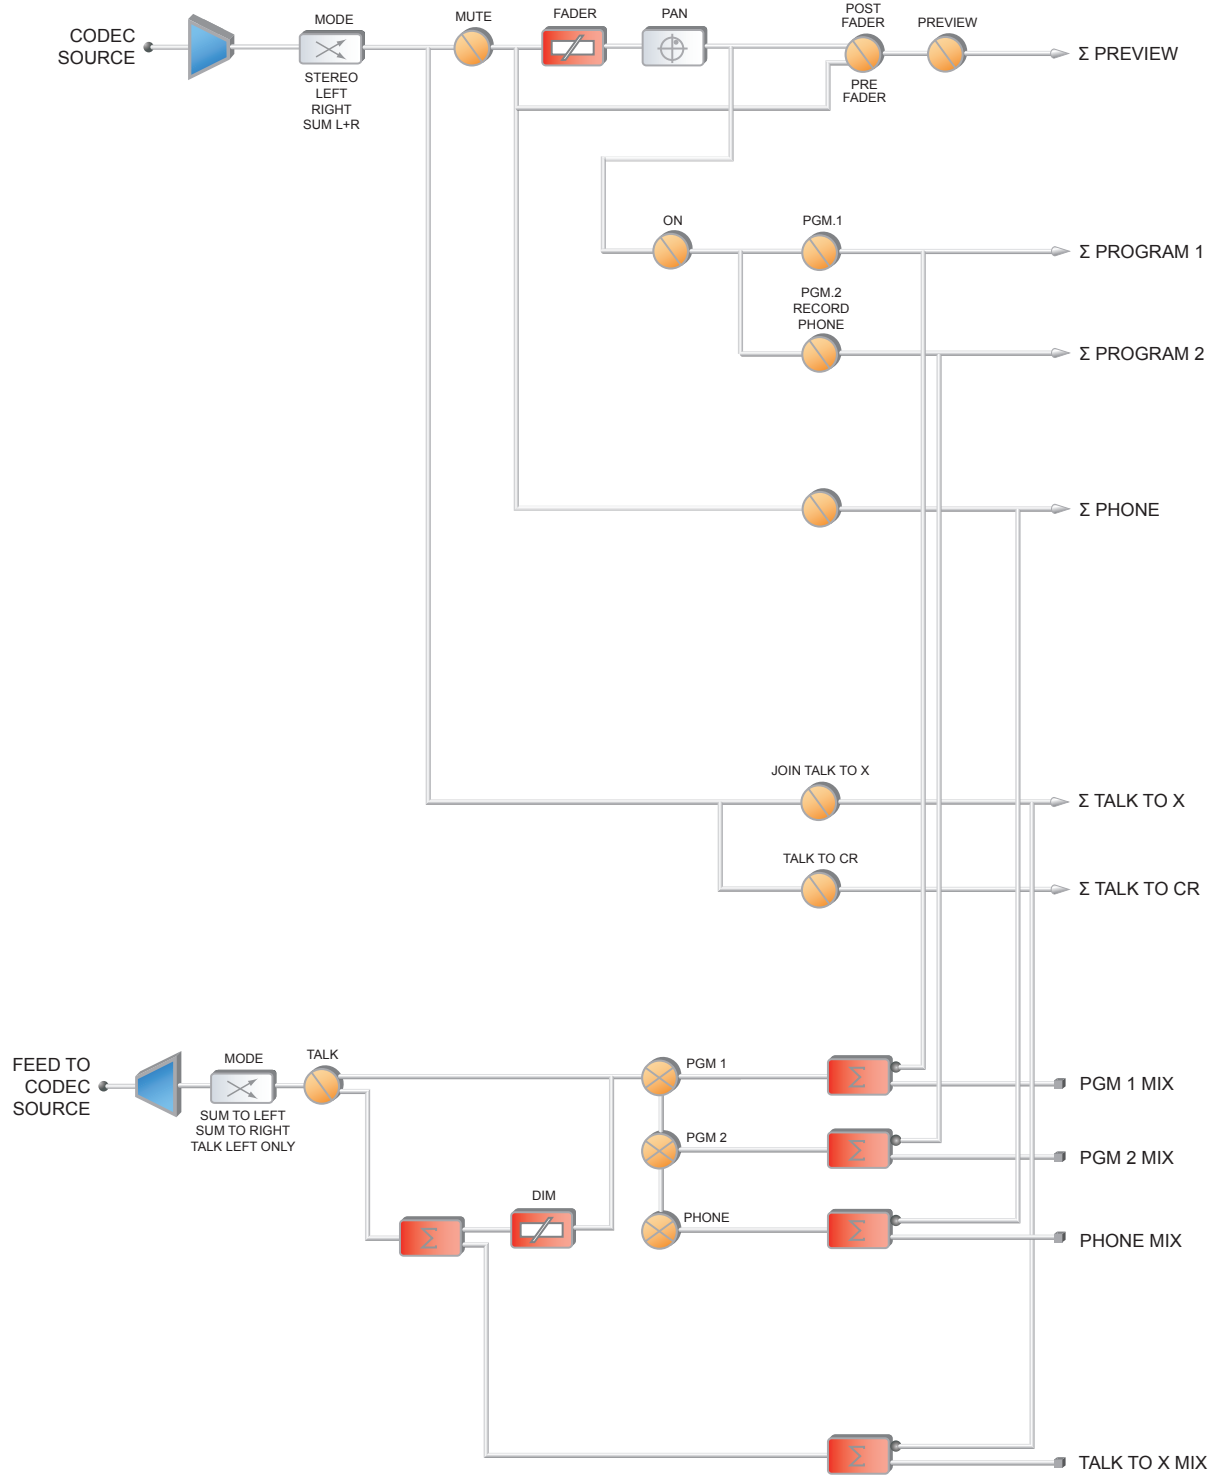 CODEC
SOURCE
MODE
STEREO
LEFT
RIGHT
SUM L+R
MUTE
FADER
PAN
POST
FADER
PRE
FADER
PREVIEW
Σ PREVIEW
ON
PGM.1
Σ PROGRAM 1
PGM.2
RECORD
PHONE
Σ PROGRAM 2
Σ PHONE
JOIN TALK TO X
Σ TALK TO X
TALK TO CR
Σ TALK TO CR
FEED TO
CODEC
SOURCE
MODE
SUM TO LEFT
SUM TO RIGHT
TALK LEFT ONLY
TALK
PGM 1
Σ
PGM 1 MIX
PGM 2
Σ
PGM 2 MIX
DIM
Σ
PHONE
Σ
PHONE MIX
Σ
TALK TO X MIX